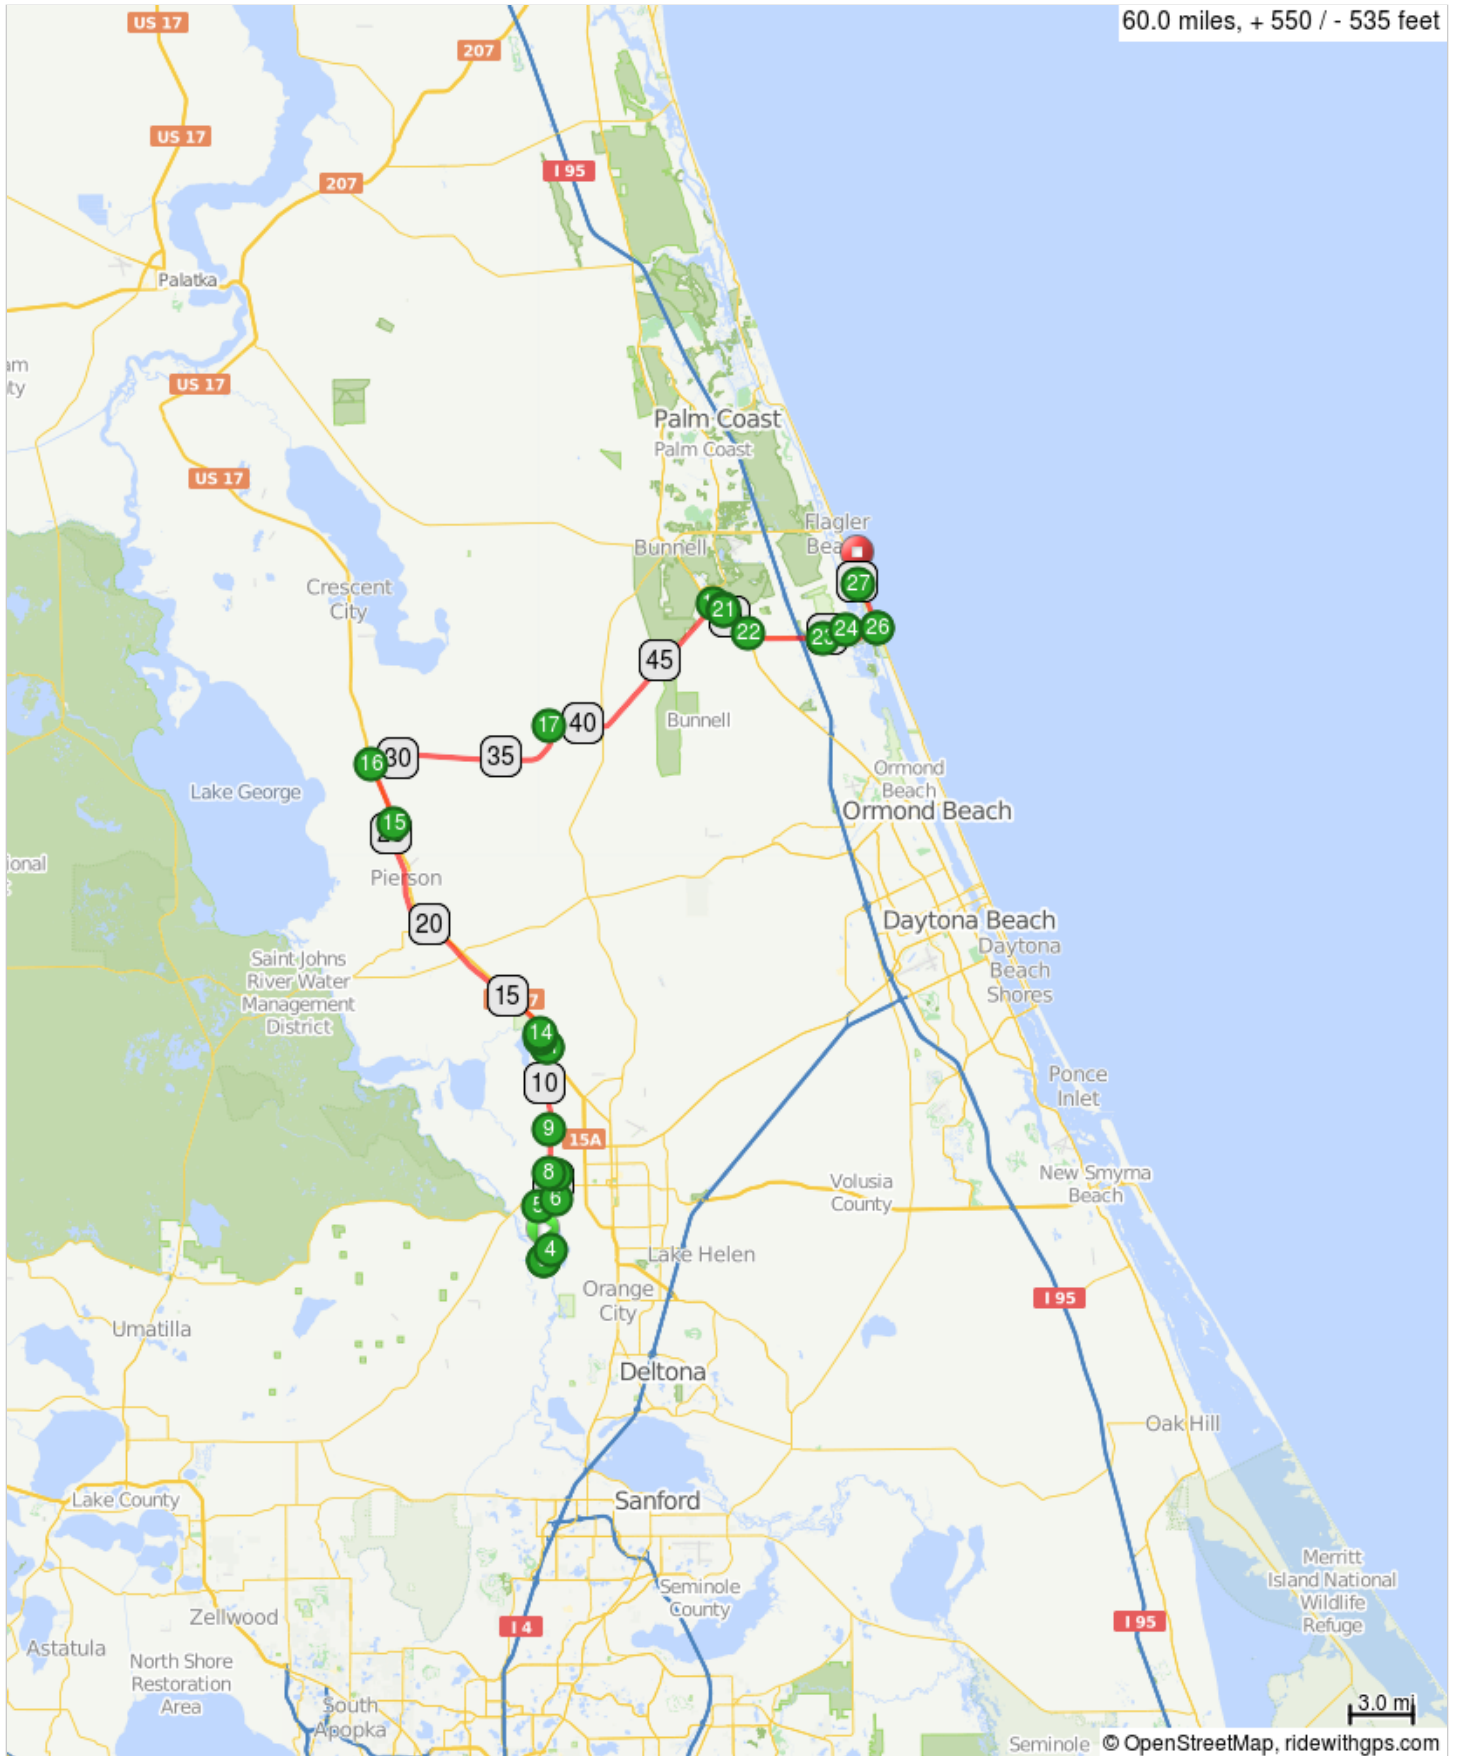 60.0 miles, + 550 / - 535 feet
US 17
207
US 17
I 95
207
Palatka
US 17
Palm Coast
Palm Coast
US 17
Flagler
Bunnell
Crescent
City
27
21
22
24
26
45
17
40
Bunnell
16
30
35
Lake George
Ormond
Beach
Ormond Beach
15
Pierson
20
Daytona Beach
Daytona
Beach
Shores
Saint Johns
River Water
Management
District
15
14
10
Ponce
Inlet
9
15A
8
6
Volusia
County
New Smyrna
Beach
4
Lake Helen
Orange
City
I 95
Umatilla
Deltona
Oak Hill
Lake County
Sanford
Merritt
Island National
Wildlife
Refuge
Seminole
County
Zellwood
I 4
I 95
Astatula
North Shore
Restoration
Area
South
Apopka
3.0 mi
Seminole
© OpenStreetMap, ridewithgps.com